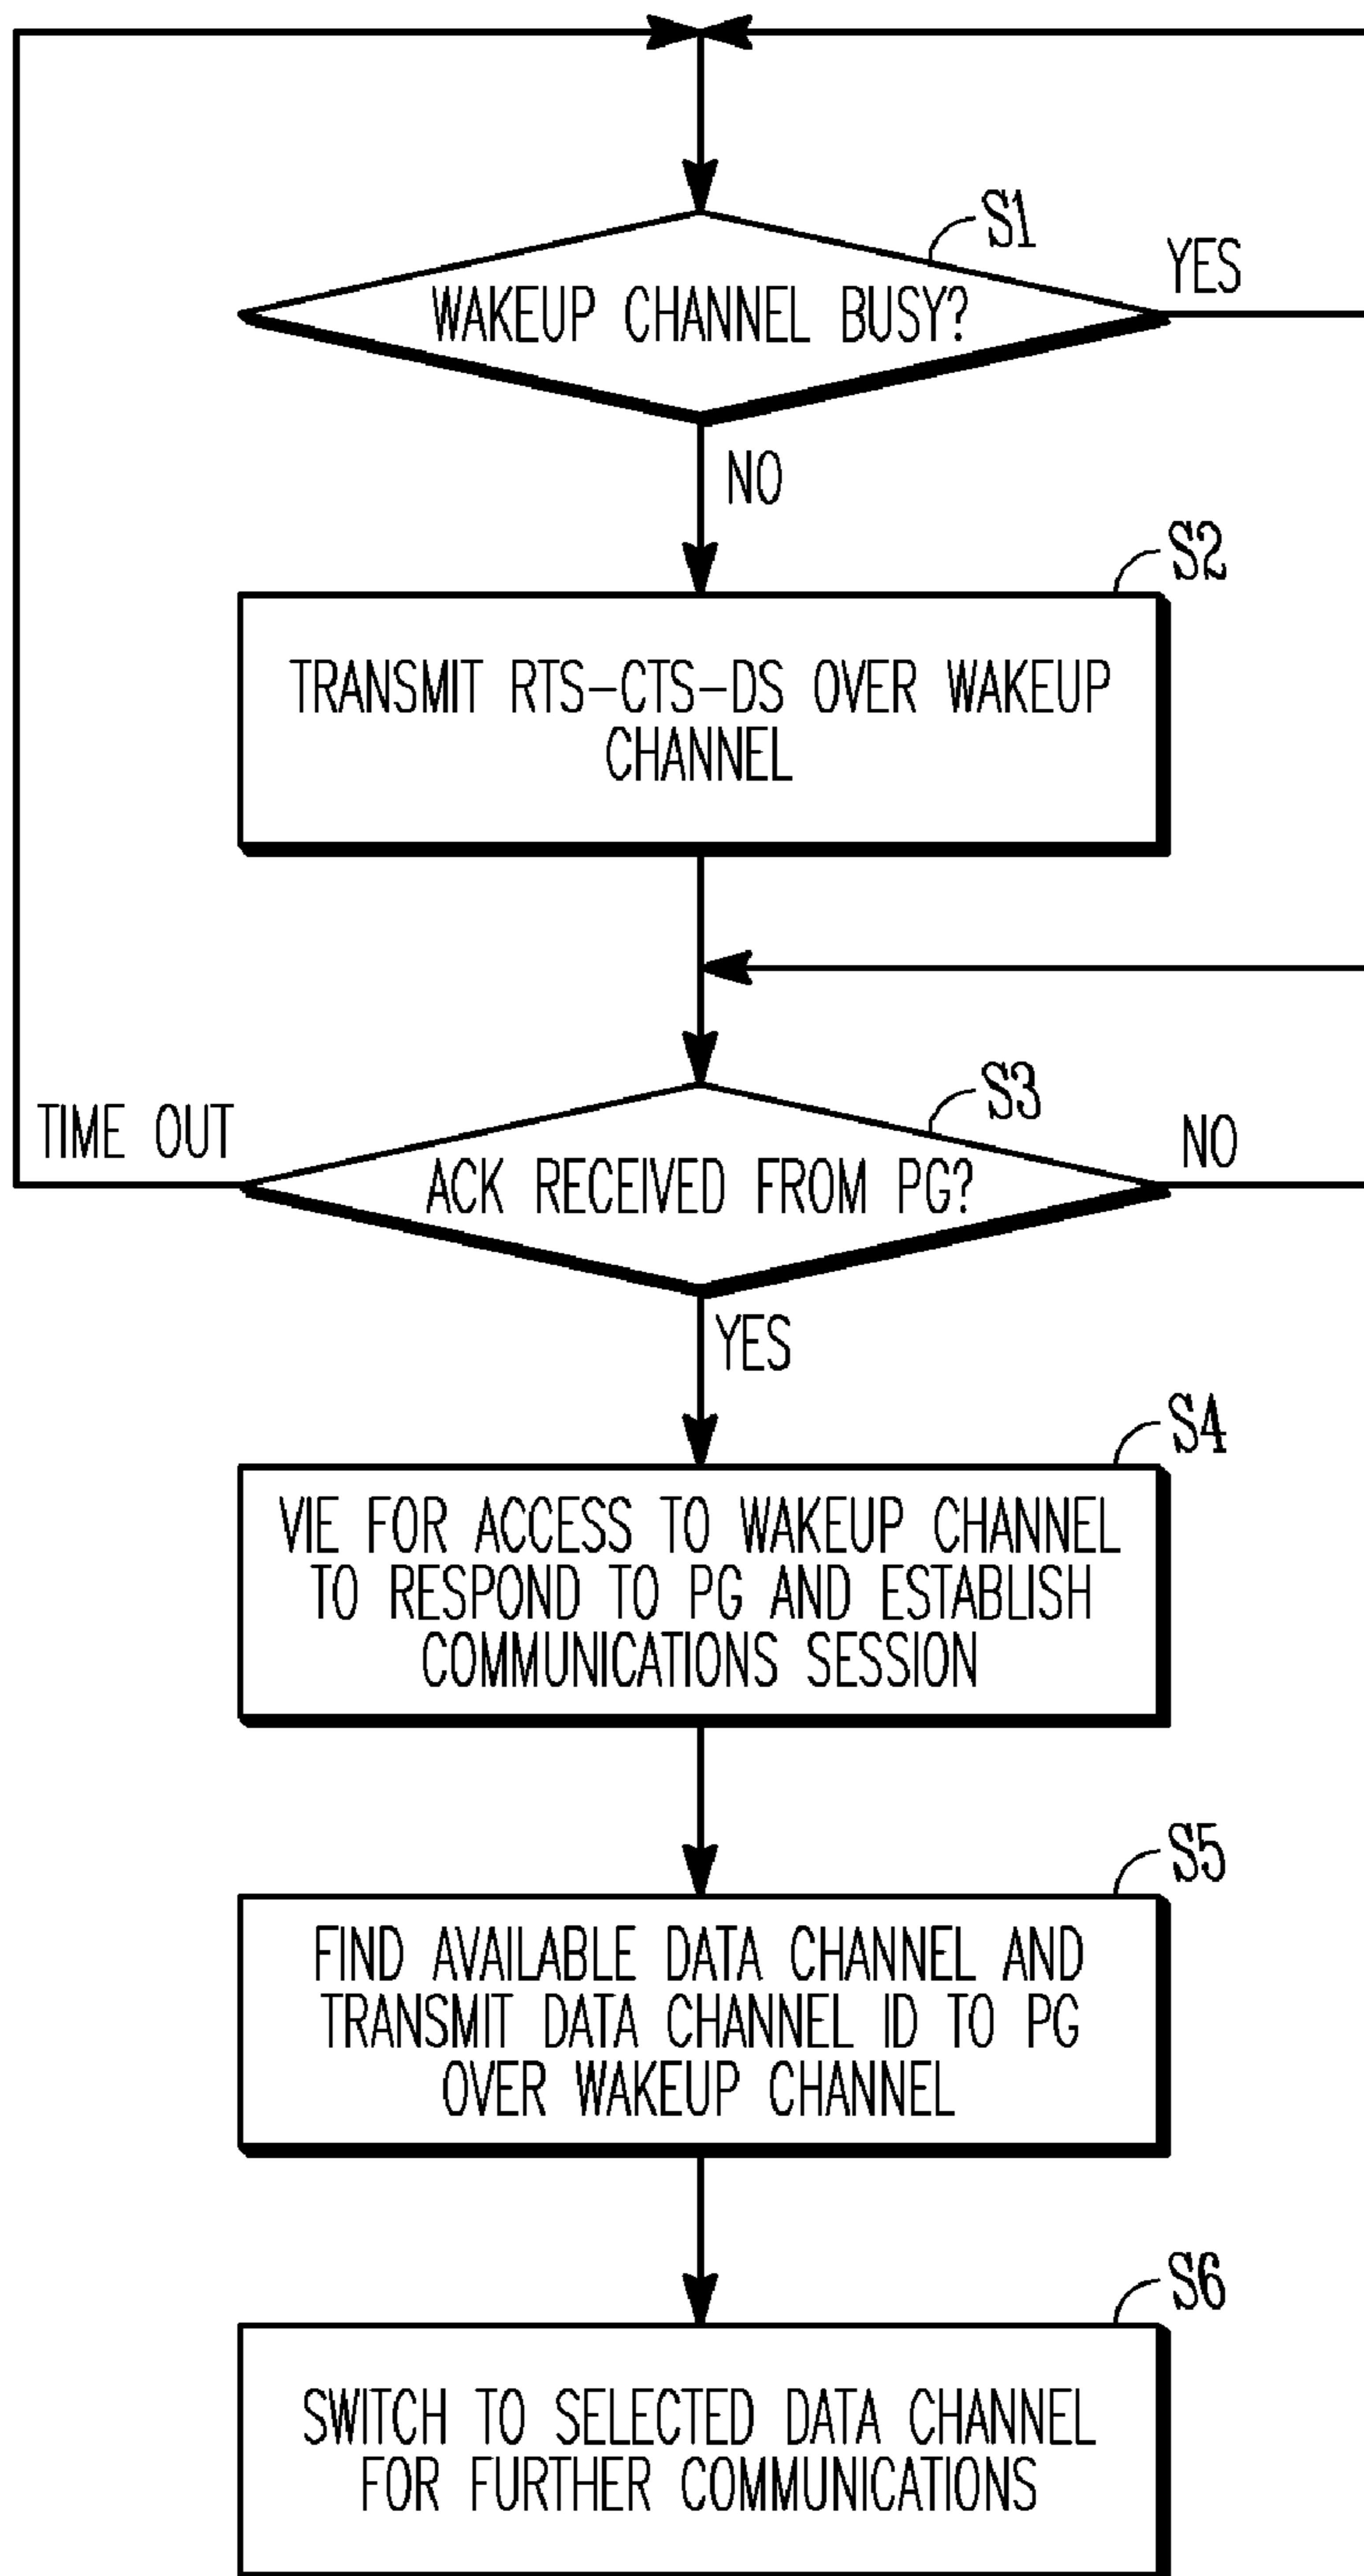 S1
WAKEUP CHANNEL BUSY?
YES
NO
S2
TRANSMIT RTS-CTS-DS OVER WAKEUP
CHANNEL
S3
TIME OUT
ACK RECEIVED FROM PG?
NO
YES
S4
VIE FOR ACCESS TO WAKEUP CHANNEL
TO RESPOND TO PG AND ESTABLISH
COMMUNICATIONS SESSION
S5
FIND AVAILABLE DATA CHANNEL AND
TRANSMIT DATA CHANNEL ID TO PG
OVER WAKEUP CHANNEL
S6
SWITCH TO SELECTED DATA CHANNEL
FOR FURTHER COMMUNICATIONS